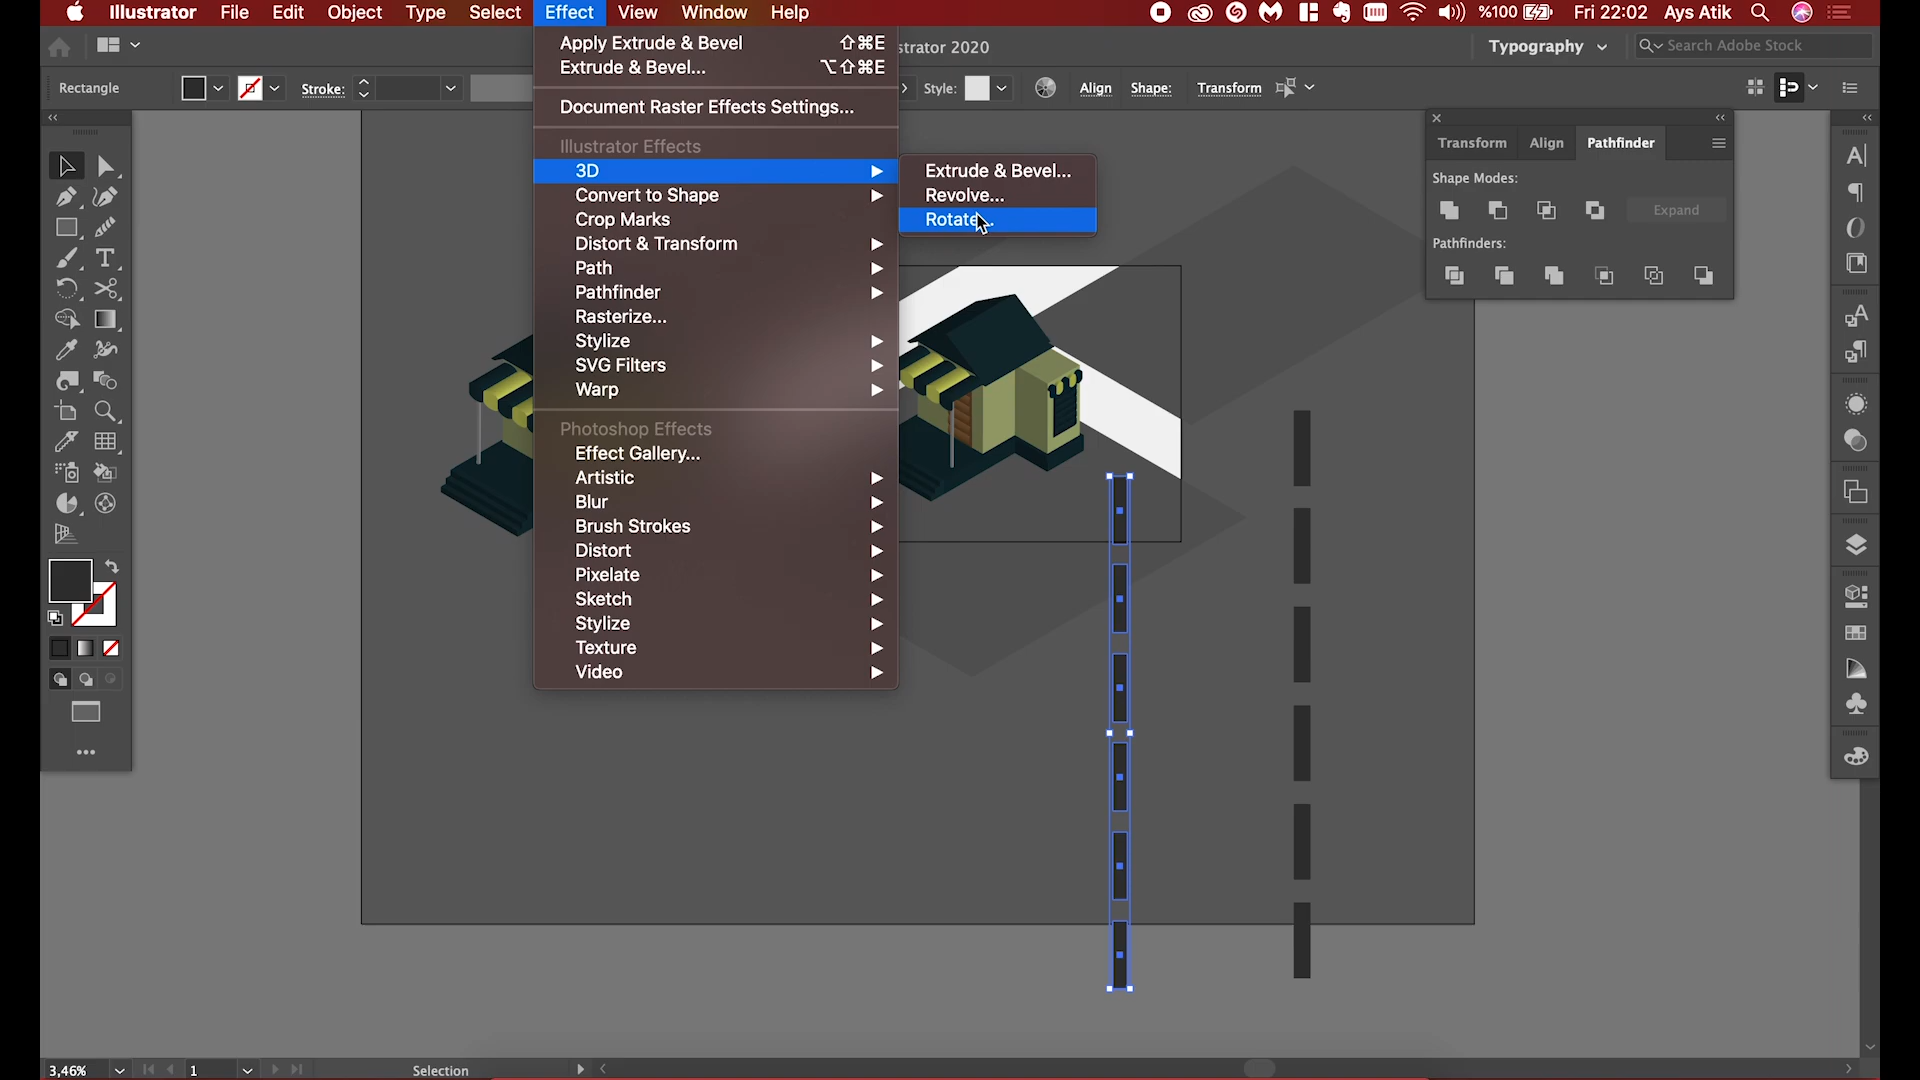 Illustrator File Edit Object Type Select Effect View Window Help %100 Fri 22:02 Ays Atik
Apply Extrude & Bevel ⇧⌘E
Extrude & Bevel... ⌥⇧⌘E
Document Raster Effects Settings...
Illustrator Effects
3D
Convert to Shape
Crop Marks
Distort & Transform
Path
Pathfinder
Rasterize...
Stylize
SVG Filters
Warp
Photoshop Effects
Effect Gallery...
Artistic
Blur
Brush Strokes
Distort
Pixelate
Sketch
Stylize
Texture
Video
Extrude & Bevel...
Revolve...
Rotate...
strator 2020
Typography
Search Adobe Stock
Rectangle
Stroke:
Style:
Align
Shape:
Transform
Transform Align Pathfinder
Shape Modes:
Expand
Pathfinders:
3,46% 1 Selection